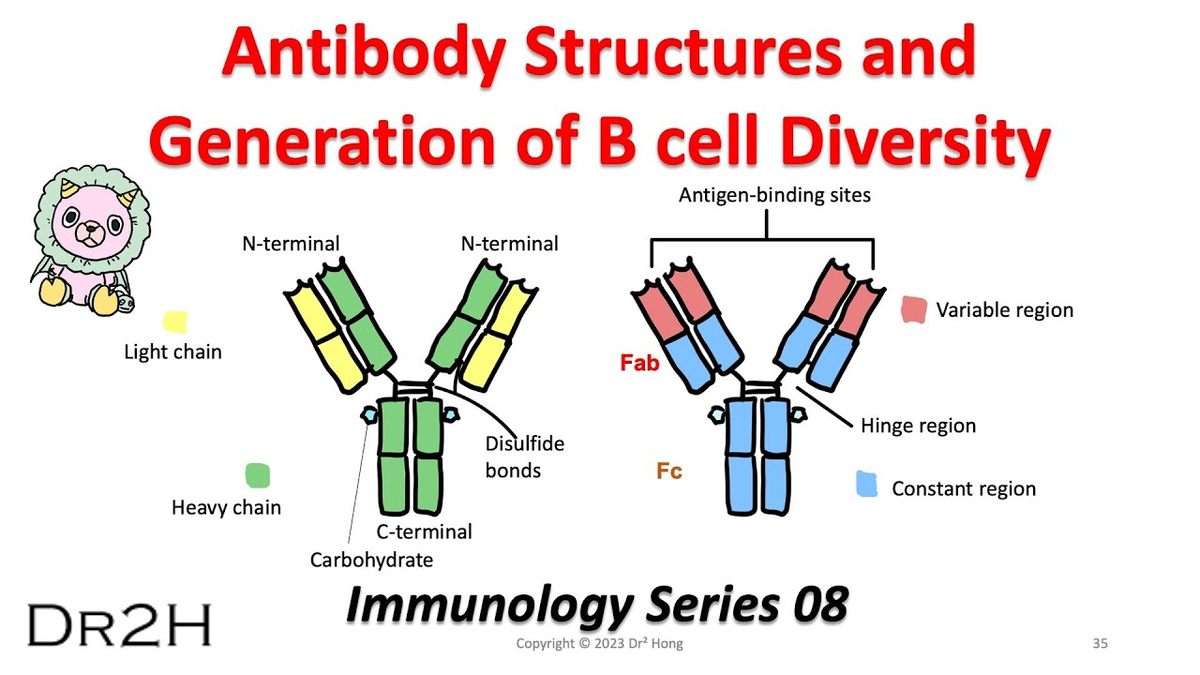 Antibody Structures and
Generation of B cell Diversity
Antigen-binding sites
N-terminal
N-terminal
Variable region
Light chain
Fab
Hinge region
Disulfide
bonds
Fc
Constant region
Heavy chain
C-terminal
Carbohydrate
Immunology Series 08
DR2H
Copyright © 2023 Dr² Hong
35